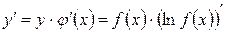 y' = y · φ'(x) = f(x) · (ln f(x))'